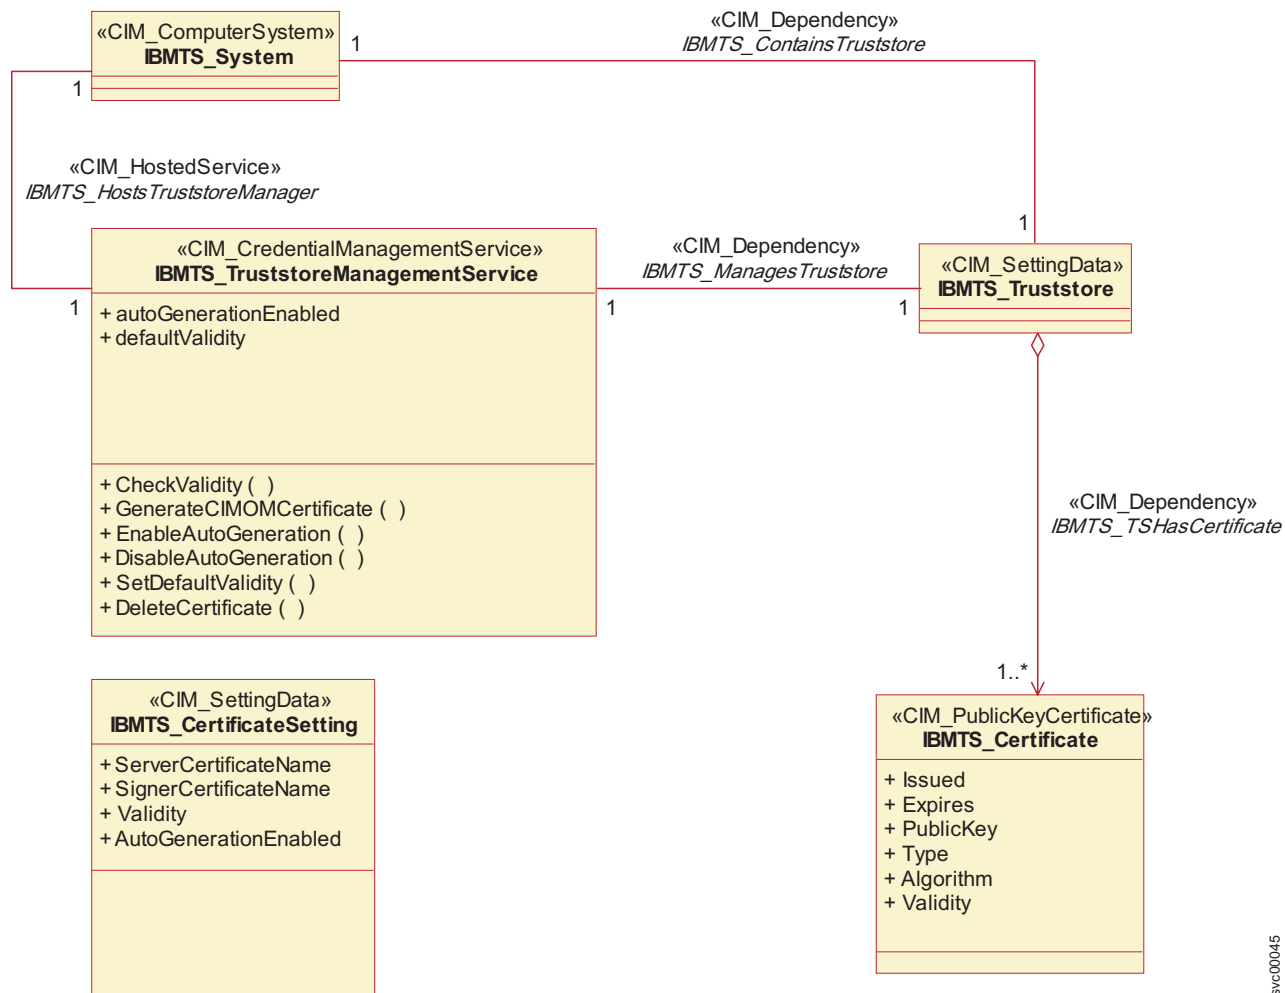 «CIM_ComputerSystem»
IBMTS_System
1
1
«CIM_Dependency»
IBMTS_ContainsTruststore
«CIM_HostedService»
IBMTS_HostsTruststoreManager
1
«CIM_CredentialManagementService»
IBMTS_TruststoreManagementService
1
+ autoGenerationEnabled
+ defaultValidity
+ CheckValidity ( )
+ GenerateCIMOMCertificate ( )
+ EnableAutoGeneration ( )
+ DisableAutoGeneration ( )
+ SetDefaultValidity ( )
+ DeleteCertificate ( )
«CIM_Dependency»
IBMTS_ManagesTruststore
1
1
«CIM_SettingData»
IBMTS_Truststore
«CIM_Dependency»
IBMTS_TSHasCertificate
1..*
«CIM_SettingData»
IBMTS_CertificateSetting
+ ServerCertificateName
+ SignerCertificateName
+ Validity
+ AutoGenerationEnabled
«CIM_PublicKeyCertificate»
IBMTS_Certificate
+ Issued
+ Expires
+ PublicKey
+ Type
+ Algorithm
+ Validity
svc00045